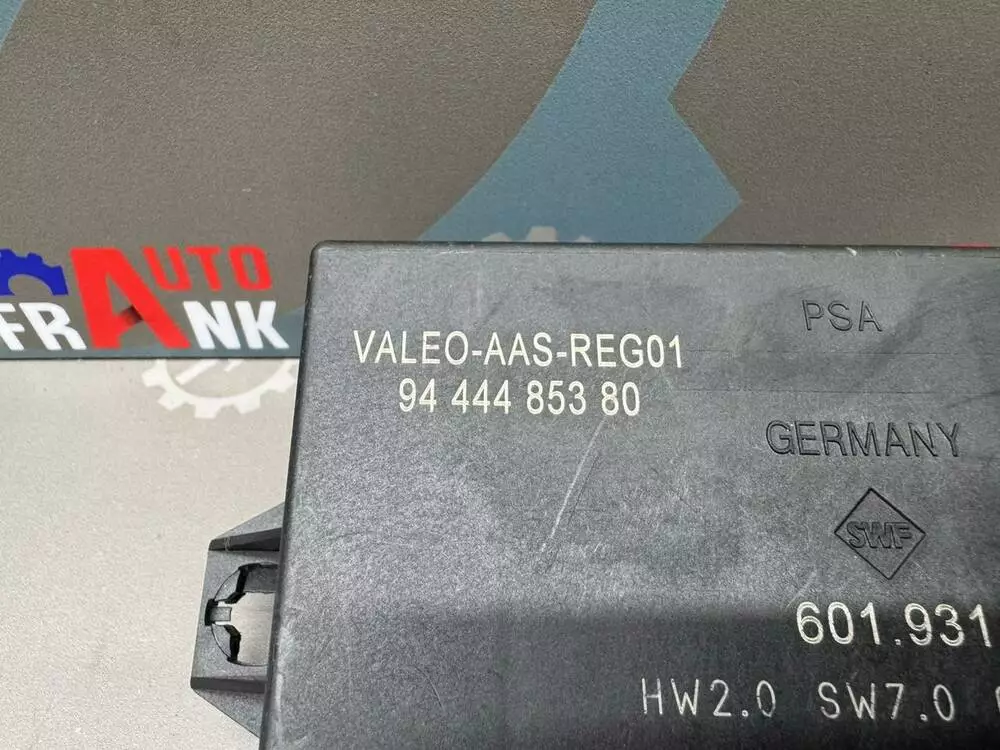 AUTO
FRANK
VALEO-AAS-REG01
94 444 853 80
PSA
GERMANY
SWF
601.931
HW2.0 SW7.0